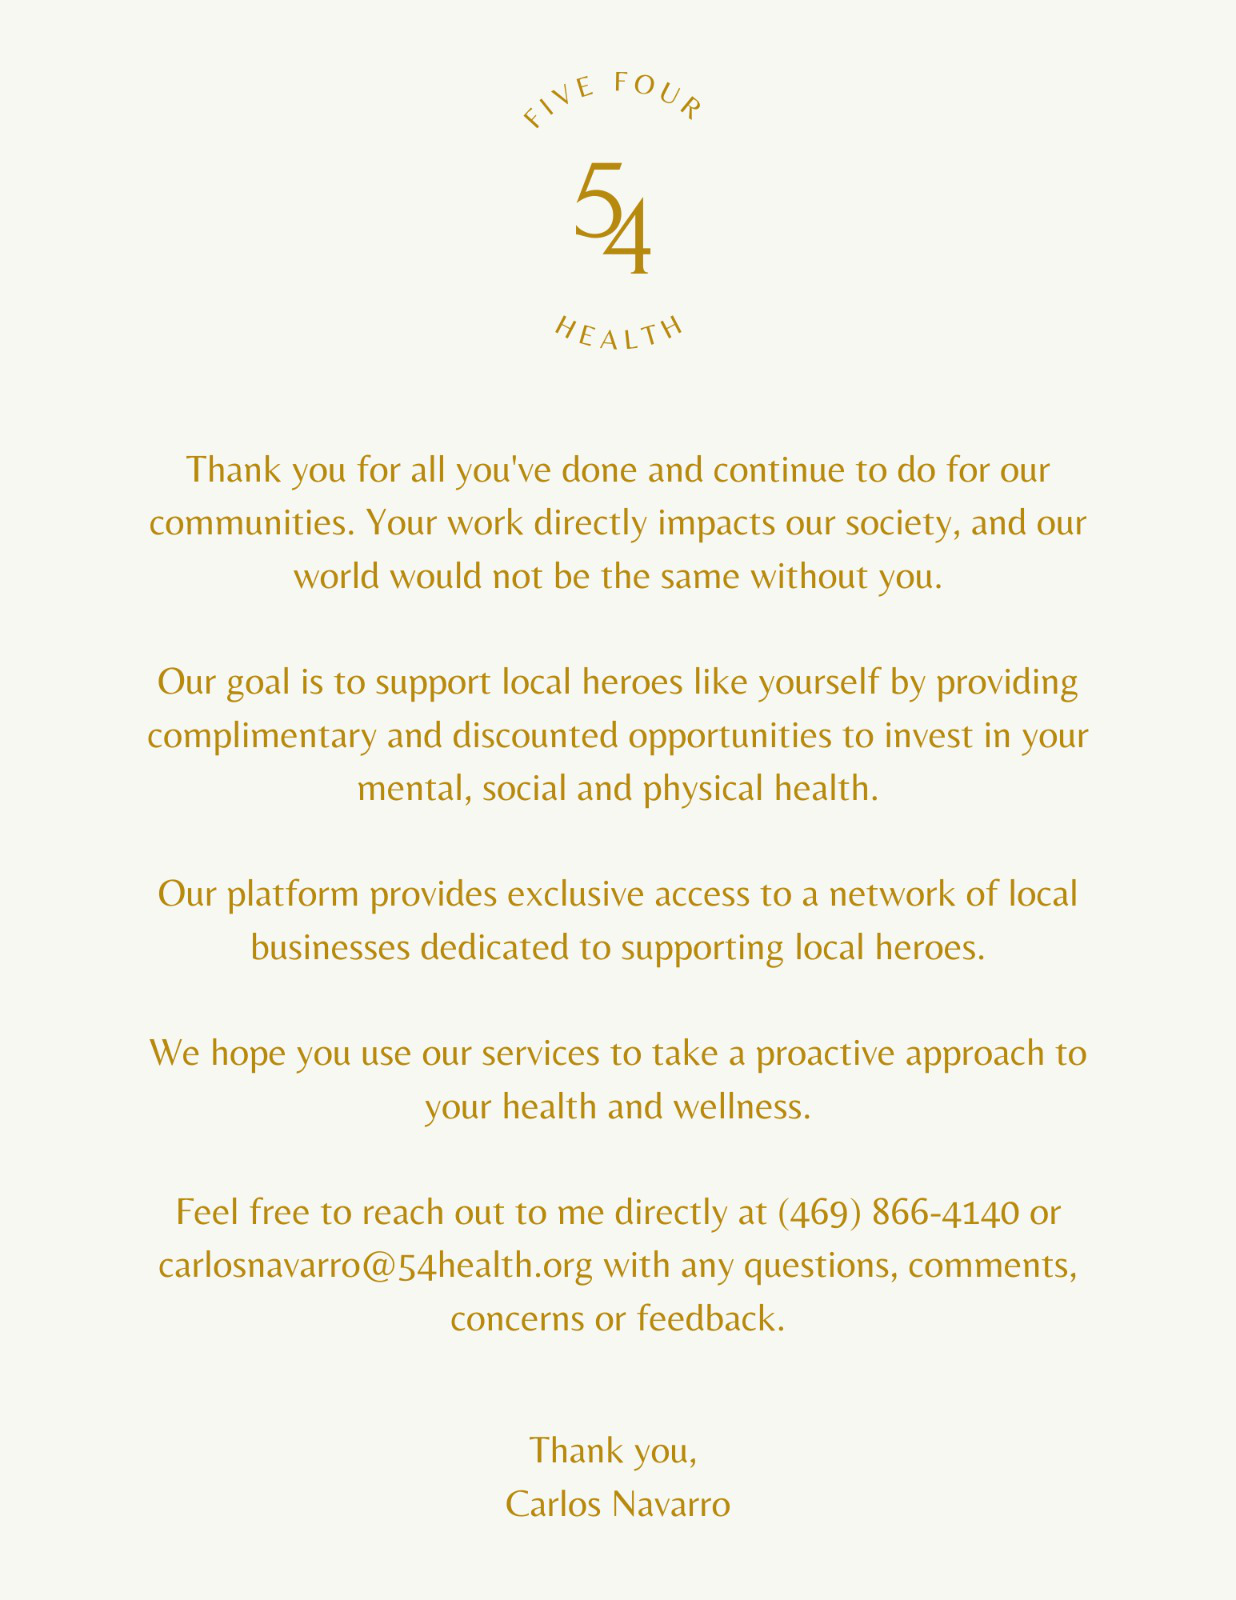 FIVE FOUR
54
HEALTH
Thank you for all you've done and continue to do for our
communities. Your work directly impacts our society, and our
world would not be the same without you.
Our goal is to support local heroes like yourself by providing
complimentary and discounted opportunities to invest in your
mental, social and physical health.
Our platform provides exclusive access to a network of local
businesses dedicated to supporting local heroes.
We hope you use our services to take a proactive approach to
your health and wellness.
Feel free to reach out to me directly at (469) 866-4140 or
carlosnavarro@54health.org with any questions, comments,
concerns or feedback.
Thank you,
Carlos Navarro